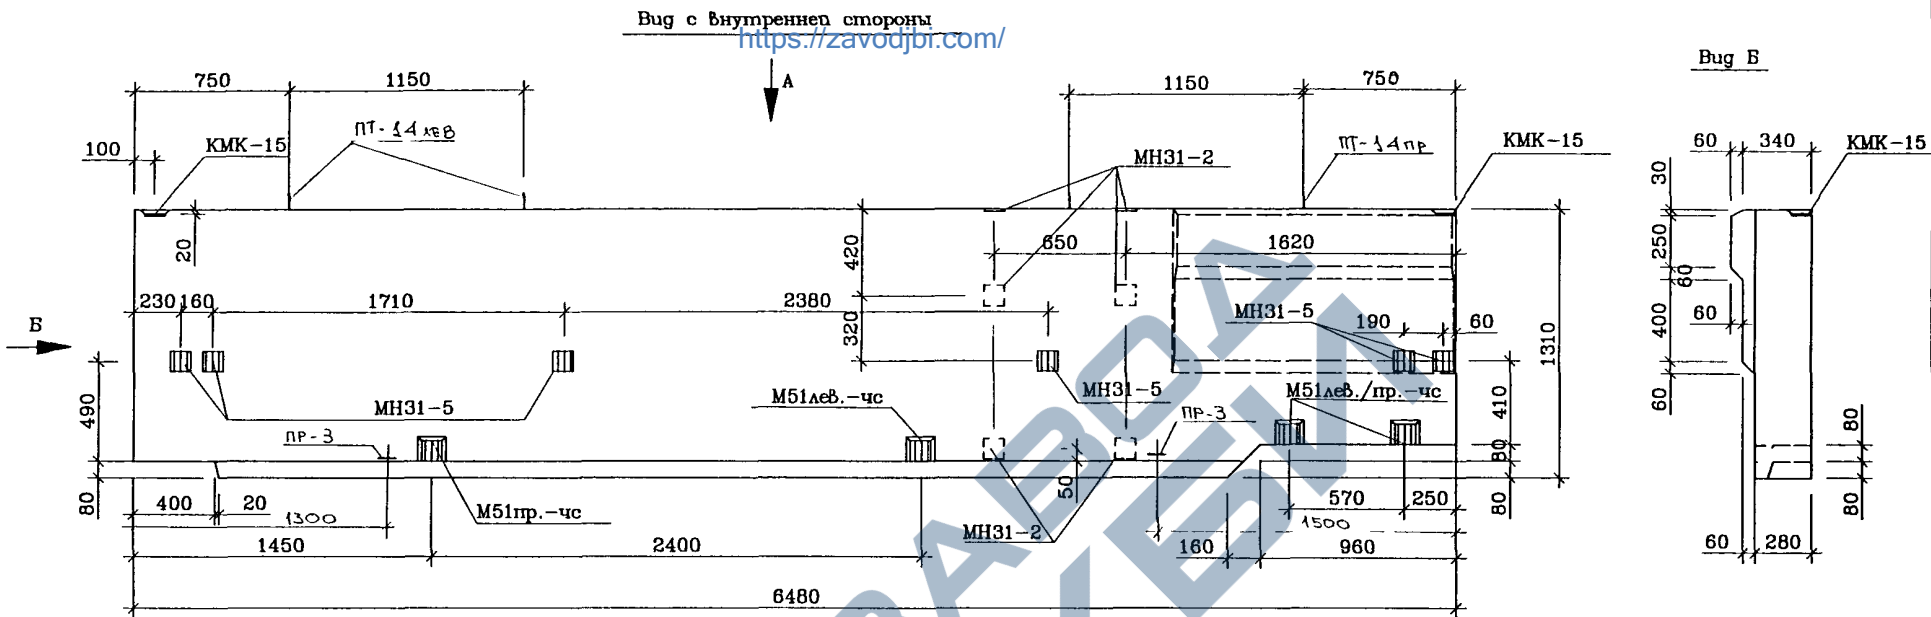 Вид с внутренней стороны
https://zavodjbi.com/
Вид Б
А
750 1150 1150 750
ПТ-14лев
100 КМК-15 МН31-2 ПТ-14пр КМК-15 60 340 КМК-15
30
20 420 650 1620 250
60
230 160 1710 2380 МН31-5 190 60 60 400
Б 320 1310
МН31-5 МН31-5 М51лев.-чс М51лев./пр.-чс 60
490 ПР-3 ПР-3 410 80
80 50 80 80 80
400 20 М51пр.-чс 570 250
1300 МН31-2 1500
1450 2400 160 960 60 280
6480
ЗАВОД
ЖБИ